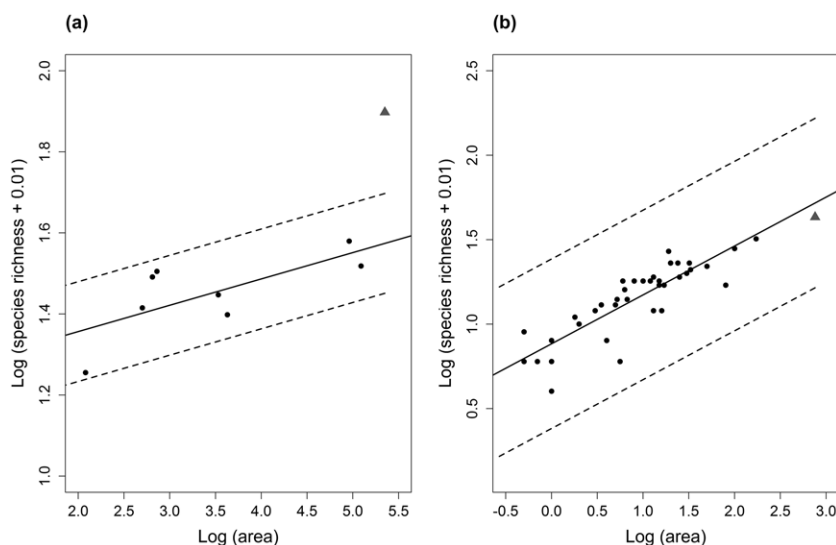 (a)
(b)
Log (species richness + 0.01)
2.0
1.8
1.6
1.4
1.2
1.0
2.0 2.5 3.0 3.5 4.0 4.5 5.0 5.5
Log (area)
Log (species richness + 0.01)
2.5
2.0
1.5
1.0
0.5
-0.5 0.0 0.5 1.0 1.5 2.0 2.5 3.0
Log (area)